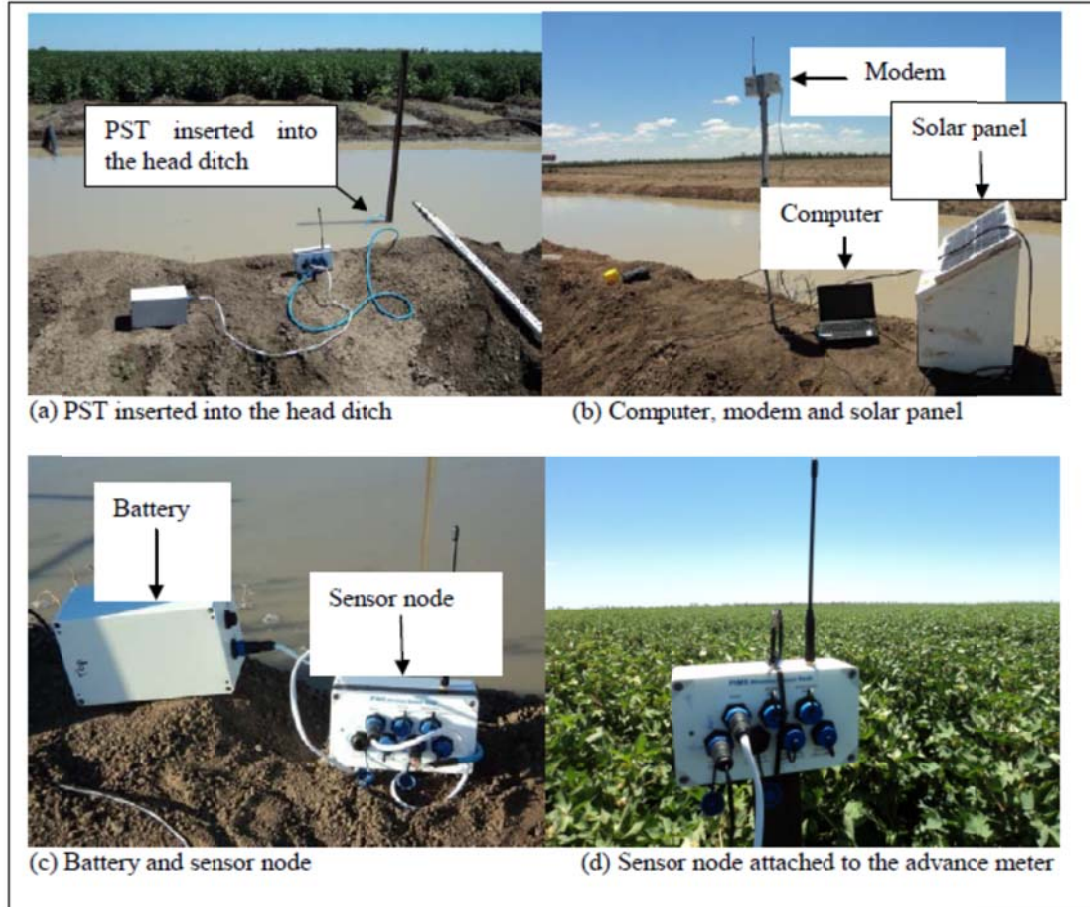 PST inserted into
the head ditch
Modem
Solar panel
Computer
(a) PST inserted into the head ditch
(b) Computer, modem and solar panel
Battery
Sensor node
(c) Battery and sensor node
(d) Sensor node attached to the advance meter